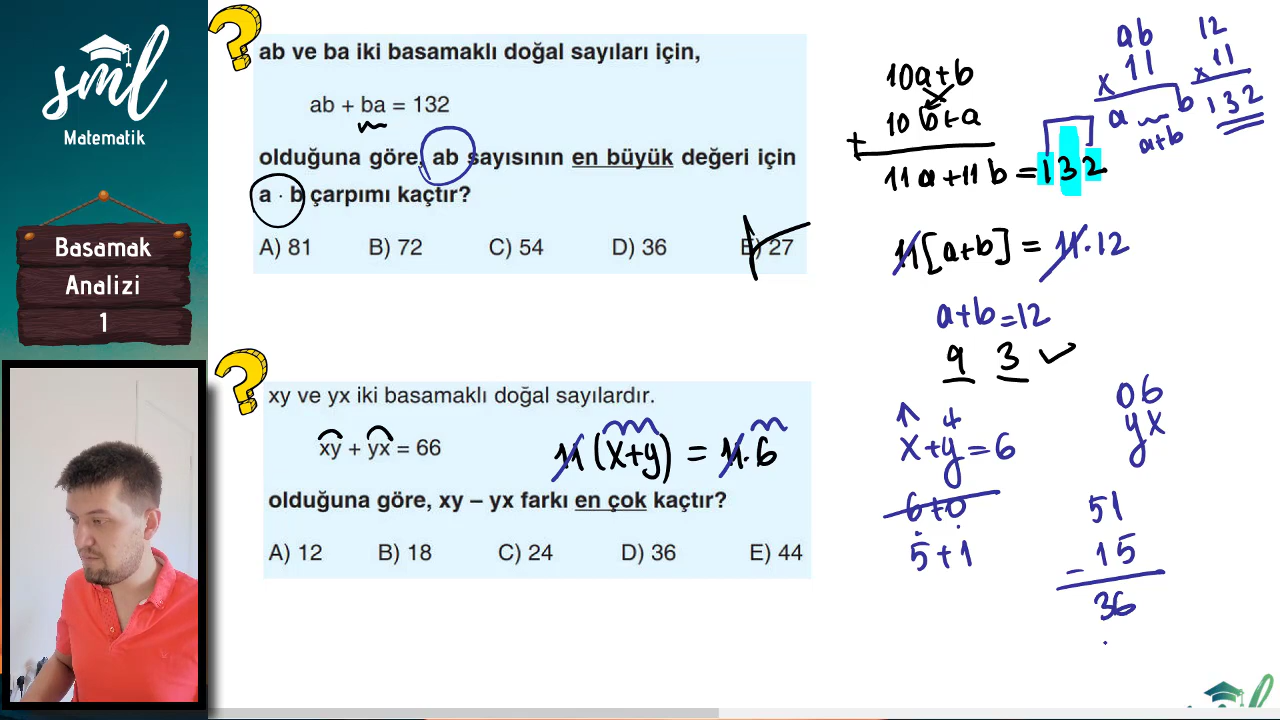 sml
Matematik
Basamak
Analizi
1
ab ve ba iki basamaklı doğal sayıları için,
ab + ba = 132
olduğuna göre, ab sayısının en büyük değeri için
a · b çarpımı kaçtır?
A) 81 B) 72 C) 54 D) 36 E) 27
10a+b
10b+a
+
11a+11b = 132
ab
x 11
a b
a+b
12
x 11
132
11[a+b] = 11.12
a+b=12
9 3
xy ve yx iki basamaklı doğal sayılardır.
xy + yx = 66
11(x+y) = 11.6
olduğuna göre, xy – yx farkı en çok kaçtır?
A) 12 B) 18 C) 24 D) 36 E) 44
x+y=6
6+0
5+1
06
yx
51
- 15
36